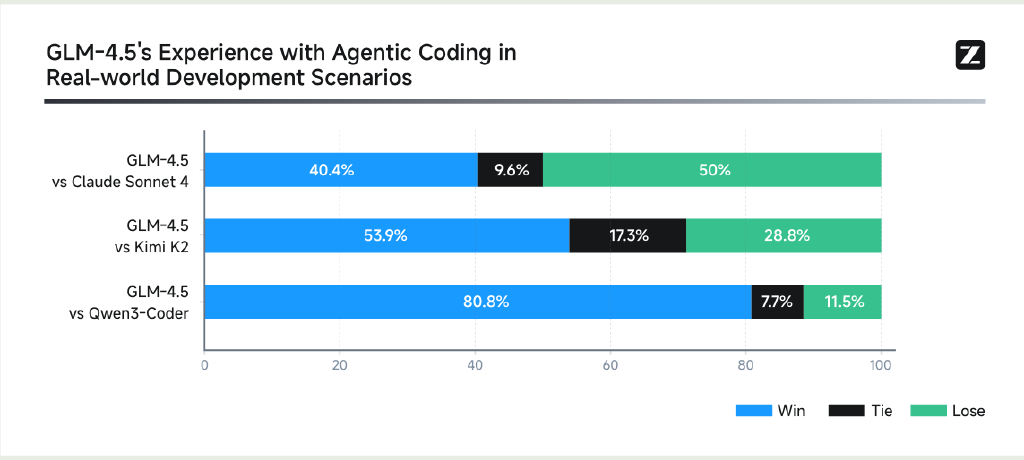 GLM-4.5's Experience with Agentic Coding in
Real-world Development Scenarios
Z
GLM-4.5
vs Claude Sonnet 4
40.4%
9.6%
50%
GLM-4.5
vs Kimi K2
53.9%
17.3%
28.8%
GLM-4.5
vs Qwen3-Coder
80.8%
7.7%
11.5%
0
20
40
60
80
100
Win
Tie
Lose